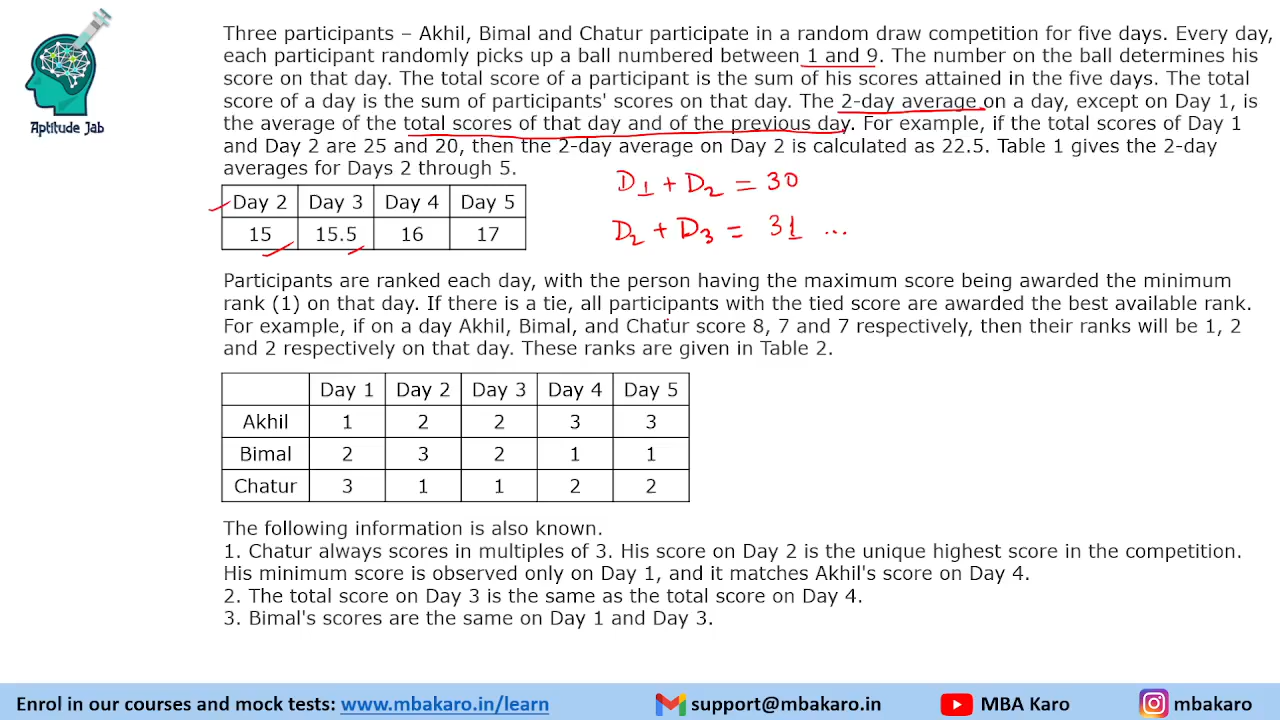 Aptitude Jab
Three participants – Akhil, Bimal and Chatur participate in a random draw competition for five days. Every day,
each participant randomly picks up a ball numbered between 1 and 9. The number on the ball determines his
score on that day. The total score of a participant is the sum of his scores attained in the five days. The total
score of a day is the sum of participants' scores on that day. The 2-day average on a day, except on Day 1, is
the average of the total scores of that day and of the previous day. For example, if the total scores of Day 1
and Day 2 are 25 and 20, then the 2-day average on Day 2 is calculated as 22.5. Table 1 gives the 2-day
averages for Days 2 through 5.
D1 + D2 = 30
Day 2 Day 3 Day 4 Day 5
15 15.5 16 17
D2 + D3 = 31 ...
Participants are ranked each day, with the person having the maximum score being awarded the minimum
rank (1) on that day. If there is a tie, all participants with the tied score are awarded the best available rank.
For example, if on a day Akhil, Bimal, and Chatur score 8, 7 and 7 respectively, then their ranks will be 1, 2
and 2 respectively on that day. These ranks are given in Table 2.
Day 1 Day 2 Day 3 Day 4 Day 5
Akhil 1 2 2 3 3
Bimal 2 3 2 1 1
Chatur 3 1 1 2 2
The following information is also known.
1. Chatur always scores in multiples of 3. His score on Day 2 is the unique highest score in the competition.
His minimum score is observed only on Day 1, and it matches Akhil's score on Day 4.
2. The total score on Day 3 is the same as the total score on Day 4.
3. Bimal's scores are the same on Day 1 and Day 3.
Enrol in our courses and mock tests: www.mbakaro.in/learn support@mbakaro.in MBA Karo mbakaro